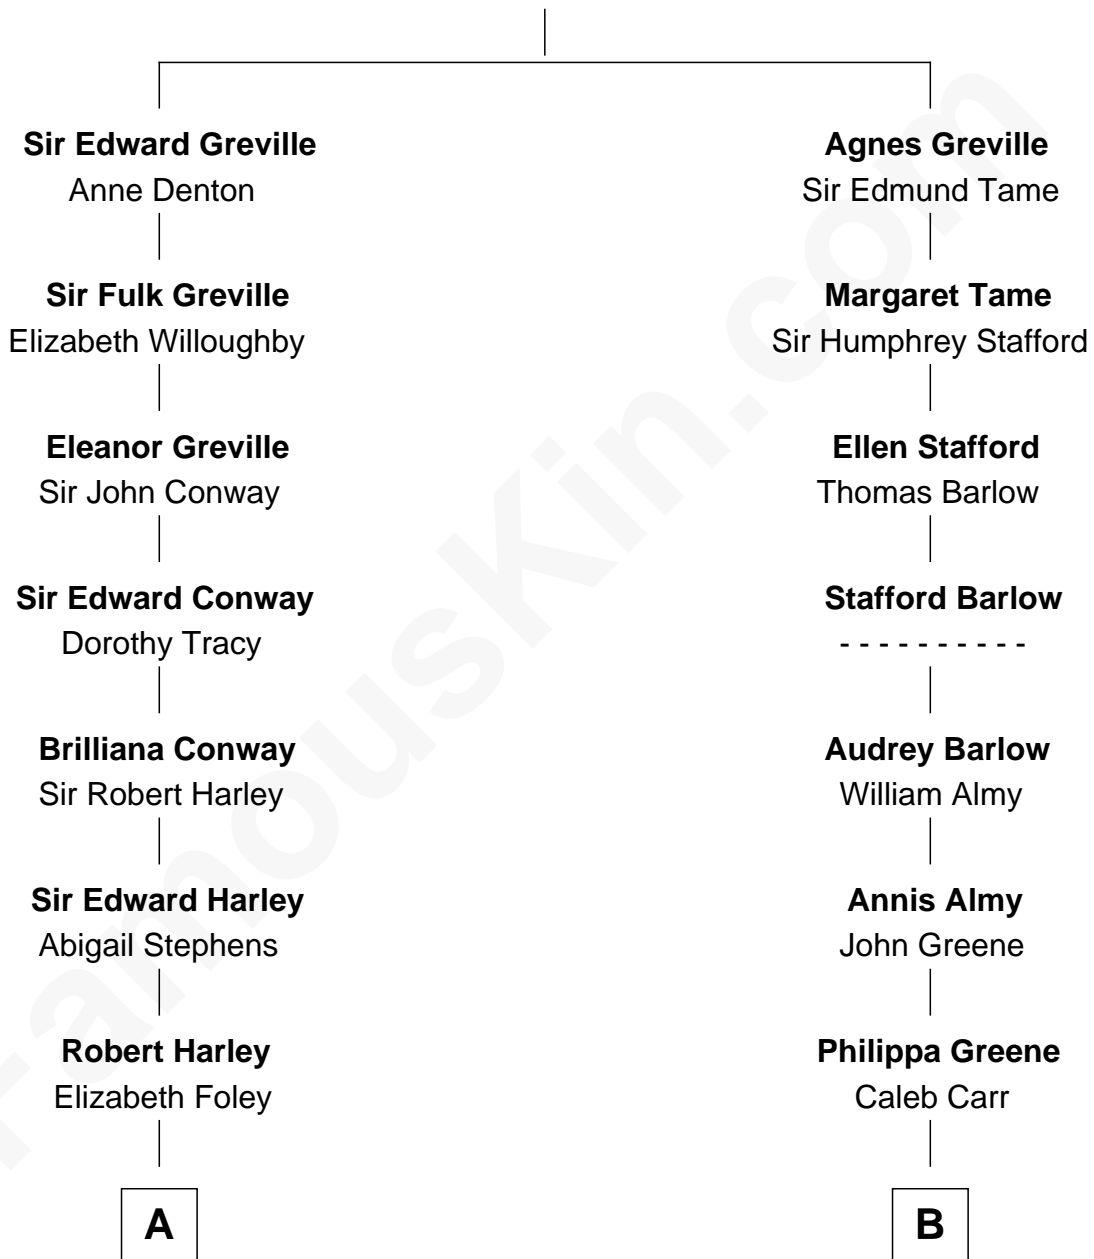 Sir Edward Greville
Anne Denton
Sir Fulk Greville
Elizabeth Willoughby
Eleanor Greville
Sir John Conway
Sir Edward Conway
Dorothy Tracy
Brilliana Conway
Sir Robert Harley
Sir Edward Harley
Abigail Stephens
Robert Harley
Elizabeth Foley
A
Agnes Greville
Sir Edmund Tame
Margaret Tame
Sir Humphrey Stafford
Ellen Stafford
Thomas Barlow
Stafford Barlow
- - - - - - - - - -
Audrey Barlow
William Almy
Annis Almy
John Greene
Philippa Greene
Caleb Carr
B
FamousKin.com